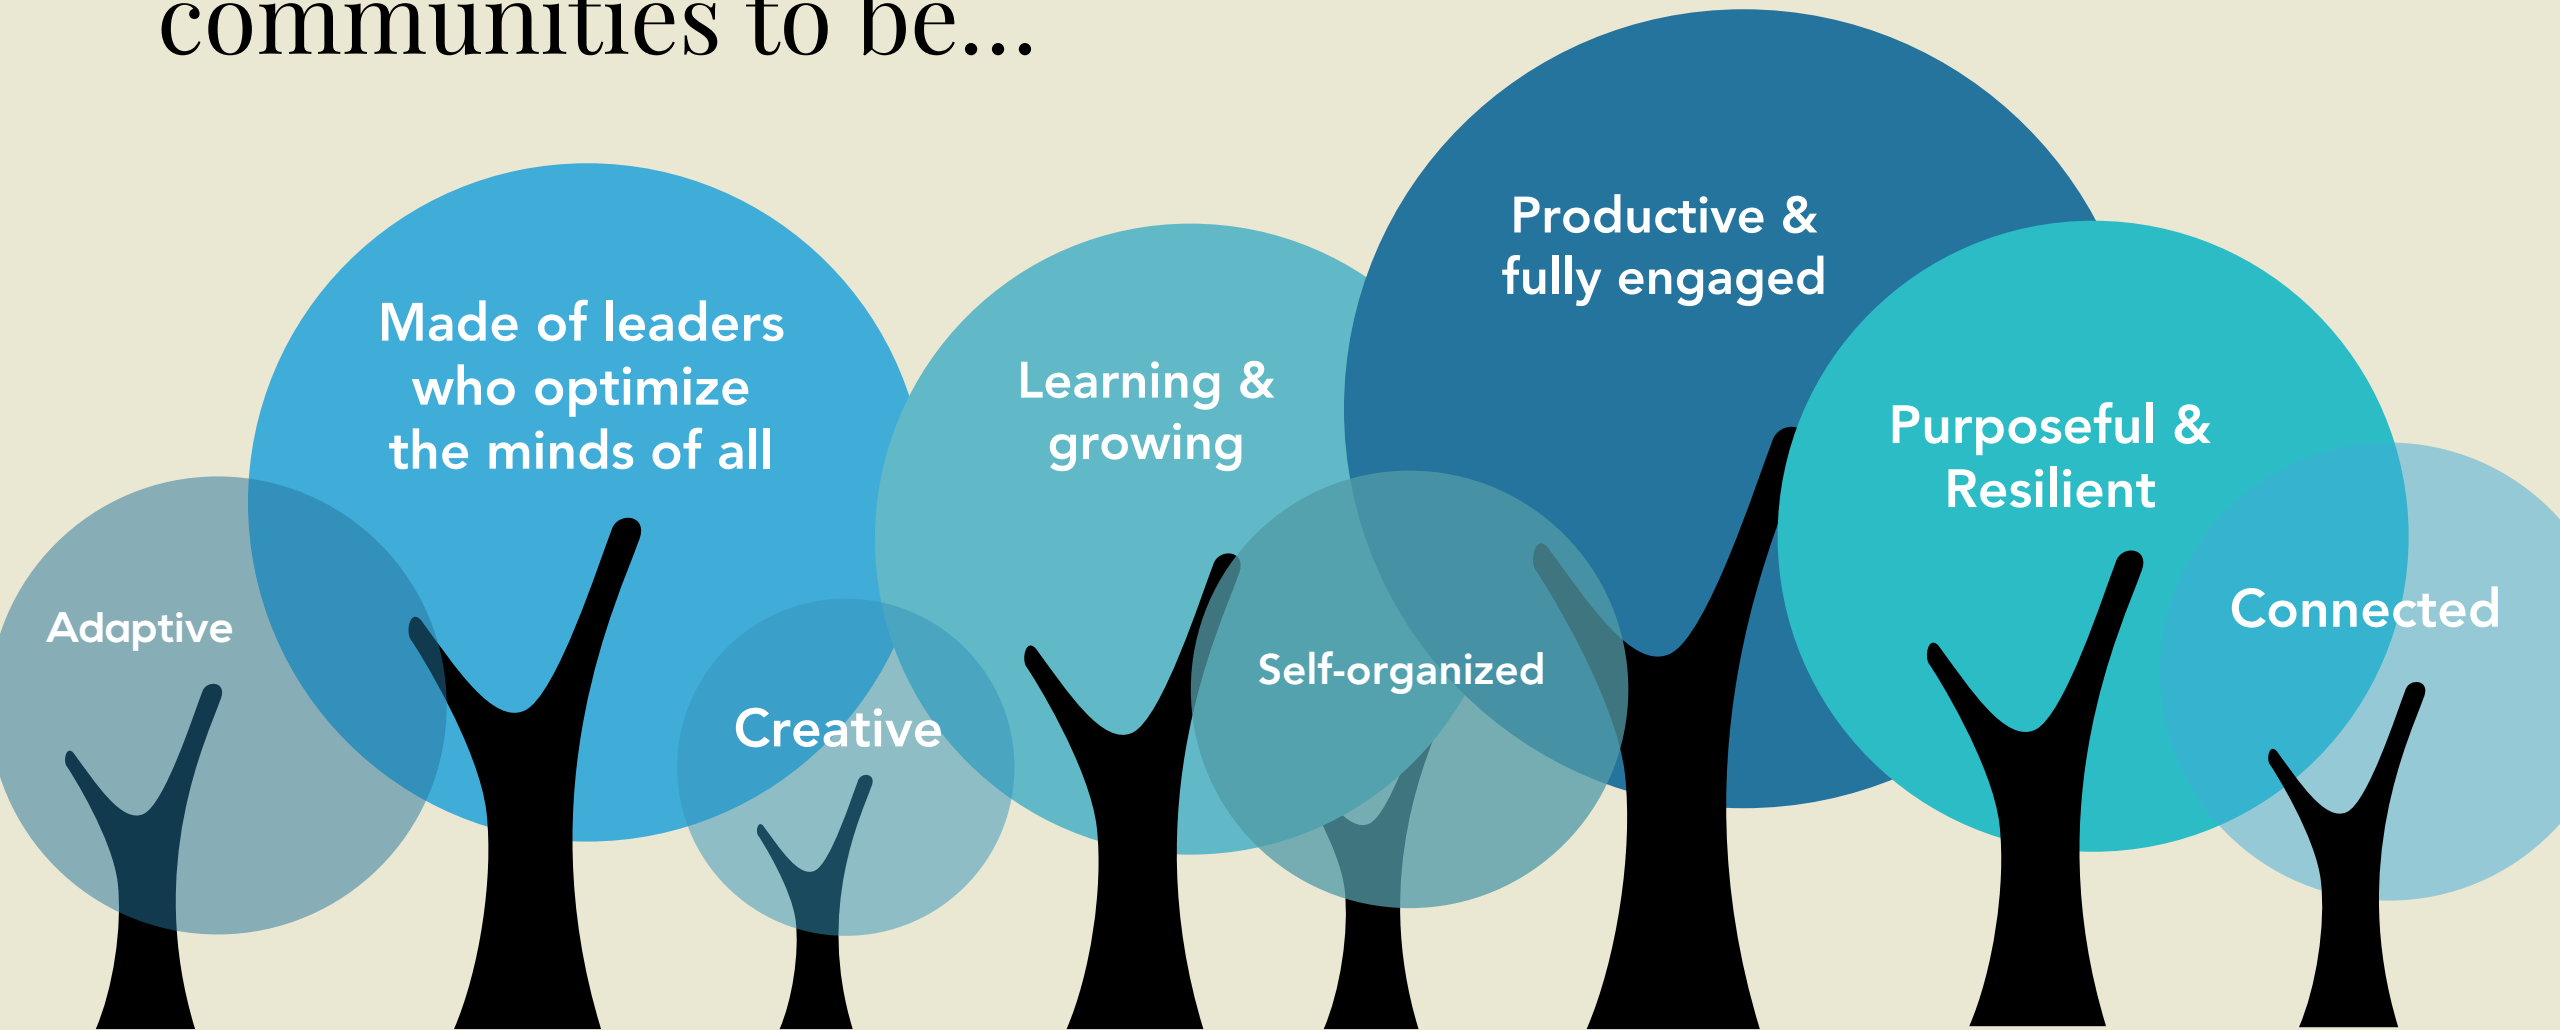 communities to be...
Made of leaders
who optimize
the minds of all
Productive &
fully engaged
Learning &
growing
Purposeful &
Resilient
Adaptive
Creative
Self-organized
Connected